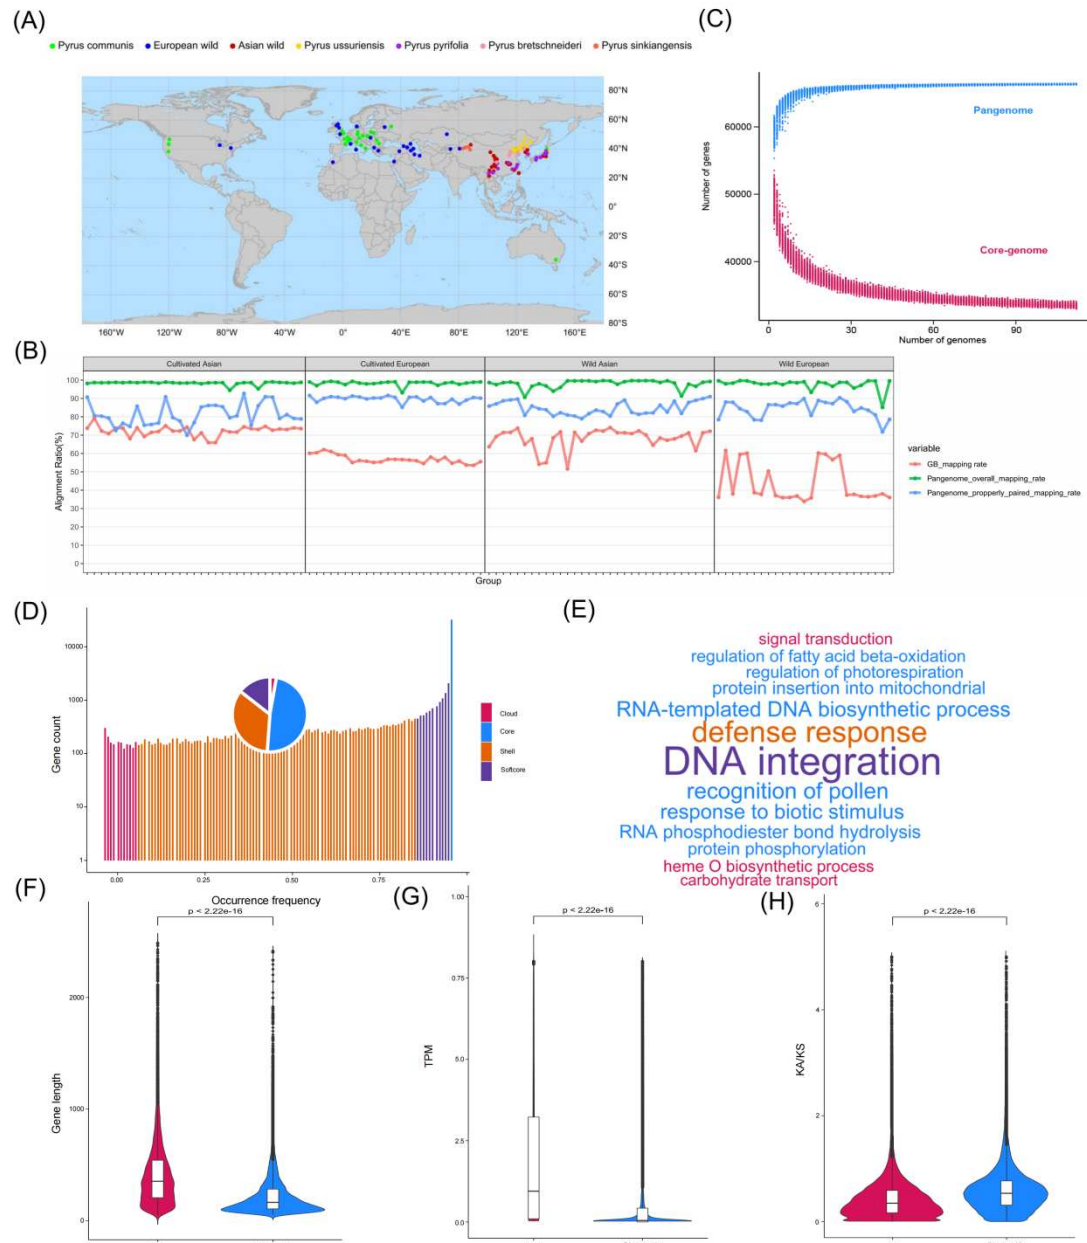 (A)
Pyrus communis European wild Asian wild Pyrus ussuriensis Pyrus pyrifolia Pyrus bretschneideri Pyrus sinkiangensis
80°N
60°N
40°N
20°N
0°
20°S
40°S
60°S
80°S
160°W 120°W 80°W 40°W 0° 40°E 80°E 120°E 160°E
(C)
Number of genes
60000
50000
40000
Pangenome
Core-genome
0 30 60 90
Number of genomes
(B)
Cultivated Asian Cultivated European Wild Asian Wild European
Alignment Ratio(%)
100
90
80
70
60
50
40
30
20
10
0
Group
variable
GB_mapping rate
Pangenome_overall_mapping_rate
Pangenome_propperly_paired_mapping_rate
(D)
Gene count
10000
1000
100
10
1
0.00 0.25 0.50 0.75
Occurrence frequency
Cloud
Core
Shell
Softcore
(E)
signal transduction
regulation of fatty acid beta-oxidation
regulation of photorespiration
protein insertion into mitochondrial
RNA-templated DNA biosynthetic process
defense response
DNA integration
recognition of pollen
response to biotic stimulus
RNA phosphodiester bond hydrolysis
protein phosphorylation
heme O biosynthetic process
carbohydrate transport
(F)
p < 2.22e-16
Gene length
2000
1000
0
(G)
p < 2.22e-16
TPM
1.00
0.75
5.0
2.5
0.0
(H)
p < 2.22e-16
KA/KS
6
4
2
0